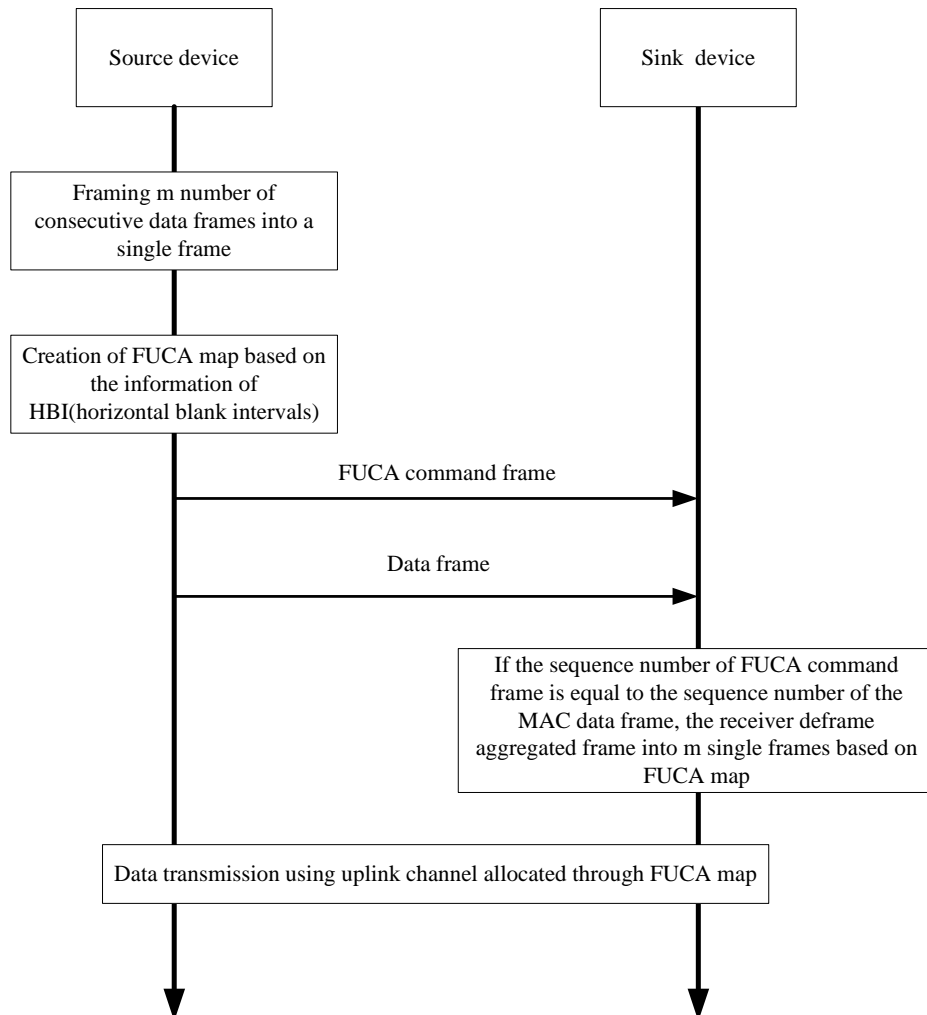 Source device
Sink device
Framing m number of
consecutive data frames into a
single frame
Creation of FUCA map based on
the information of
HBI(horizontal blank intervals)
FUCA command frame
Data frame
If the sequence number of FUCA command
frame is equal to the sequence number of the
MAC data frame, the receiver deframe
aggregated frame into m single frames based on
FUCA map
Data transmission using uplink channel allocated through FUCA map